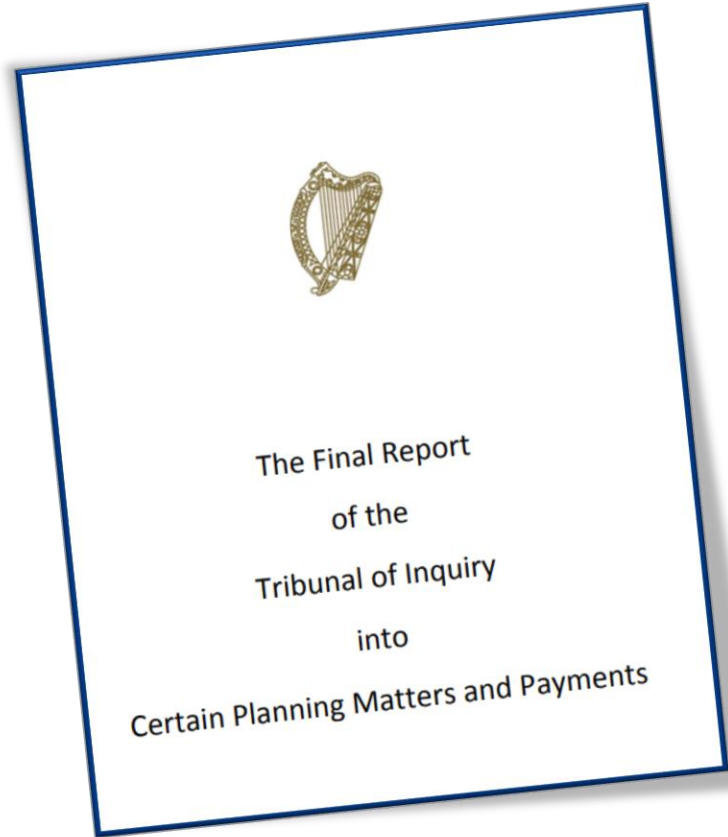 The Final Report
of the
Tribunal of Inquiry
into
Certain Planning Matters and Payments